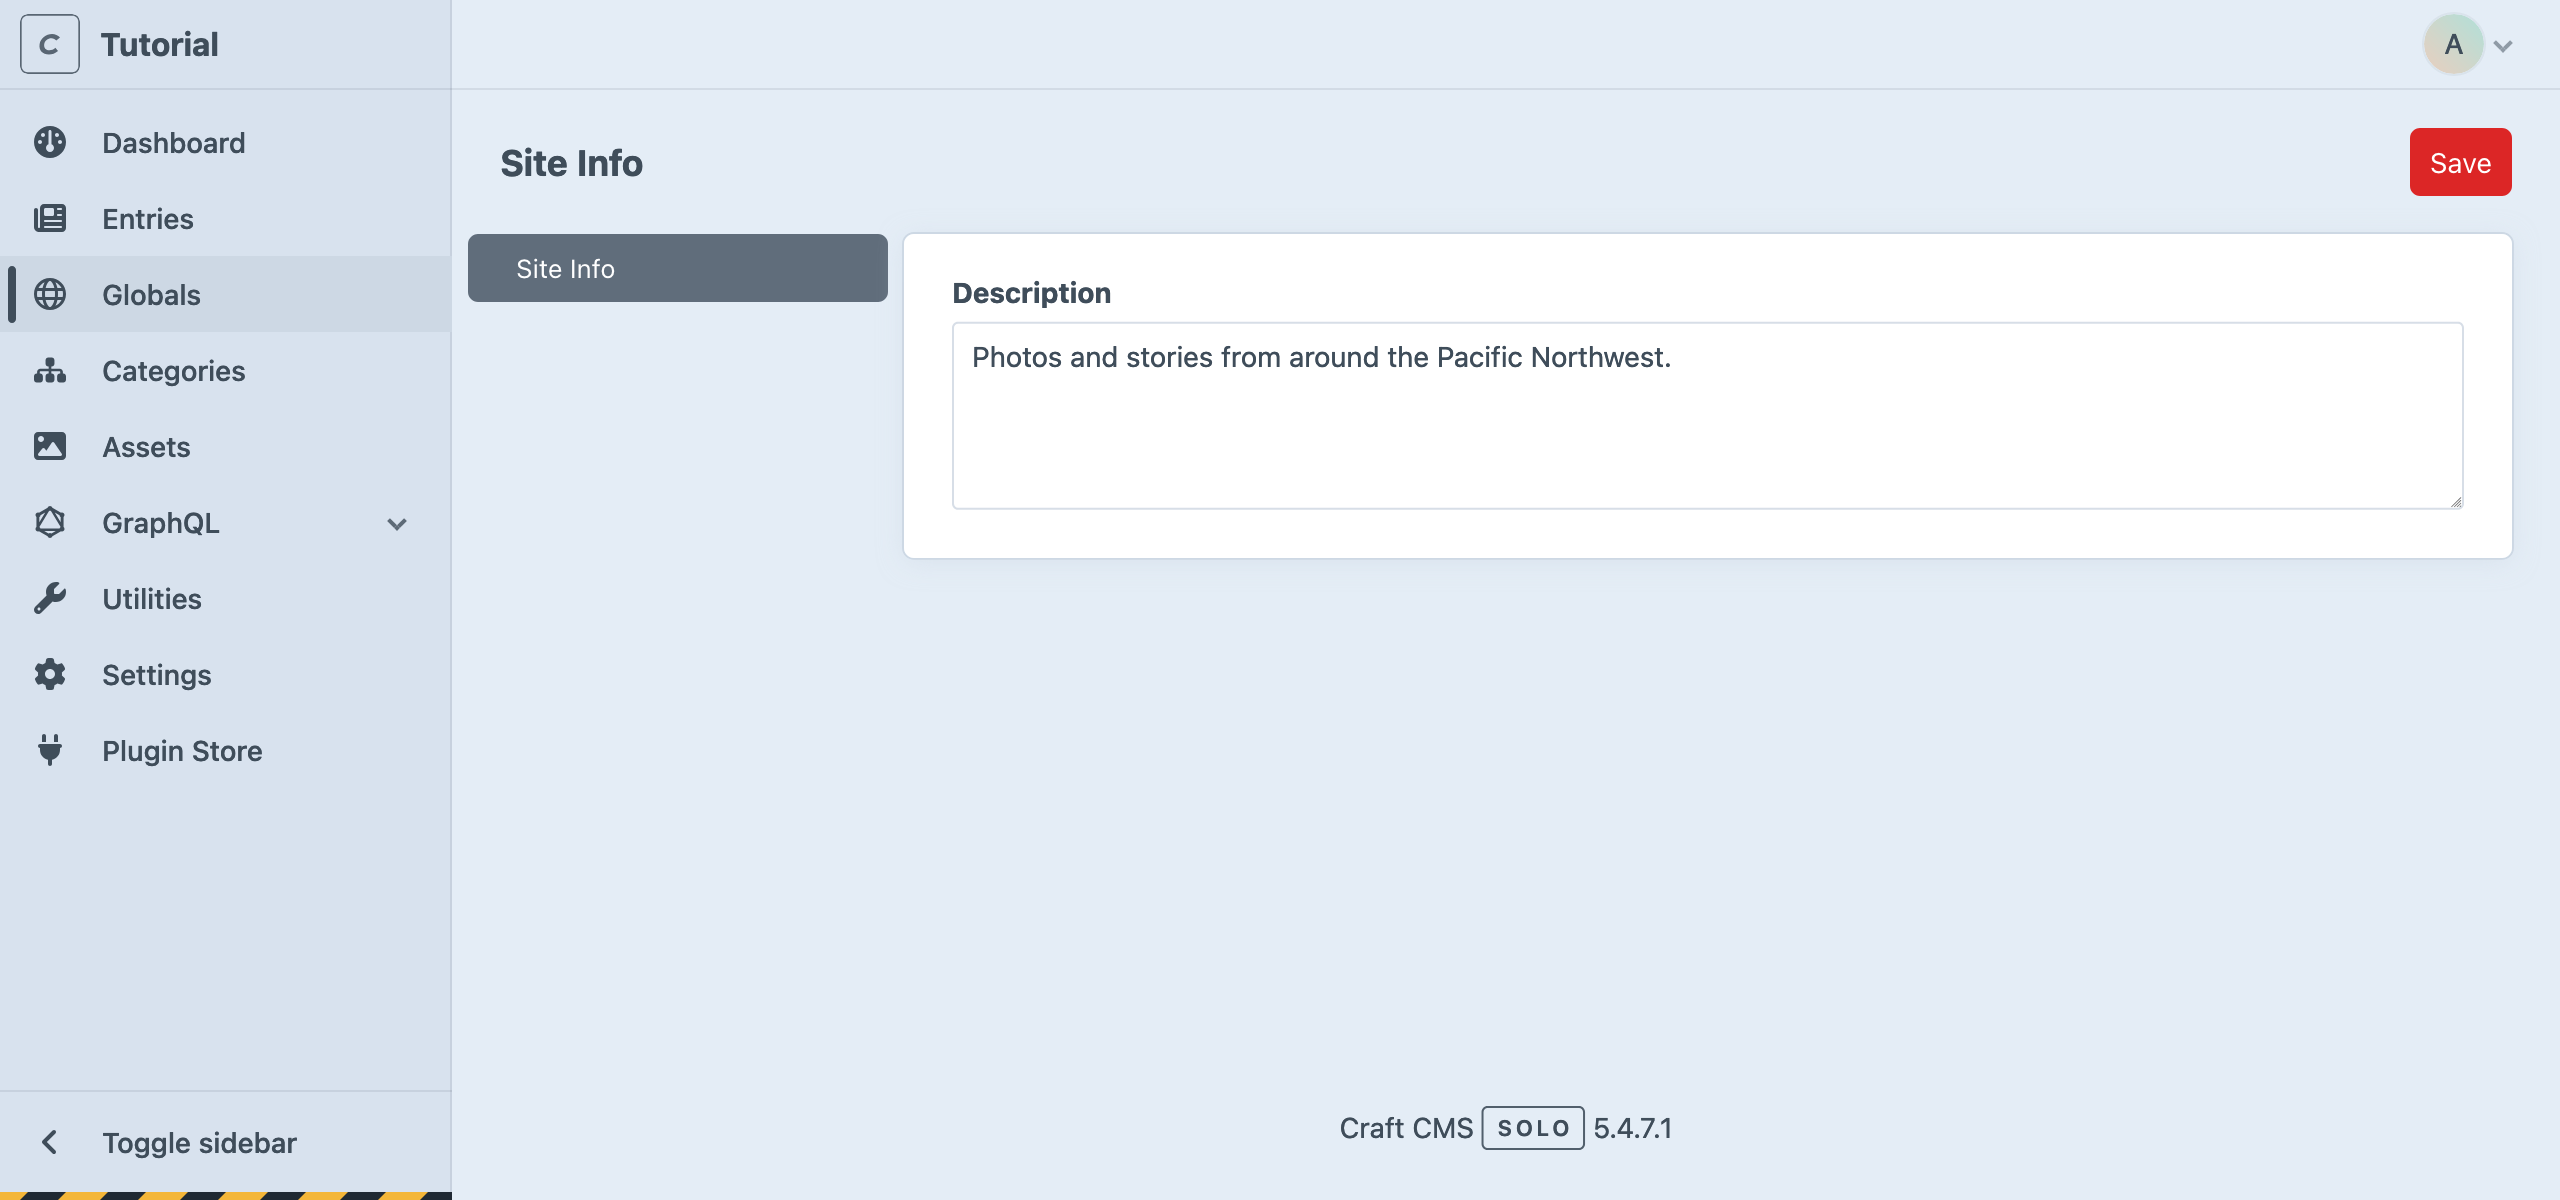 C Tutorial
A
Dashboard
Entries
Globals
Categories
Assets
GraphQL
Utilities
Settings
Plugin Store
Toggle sidebar
Site Info
Save
Site Info
Description
Photos and stories from around the Pacific Northwest.
Craft CMS SOLO 5.4.7.1